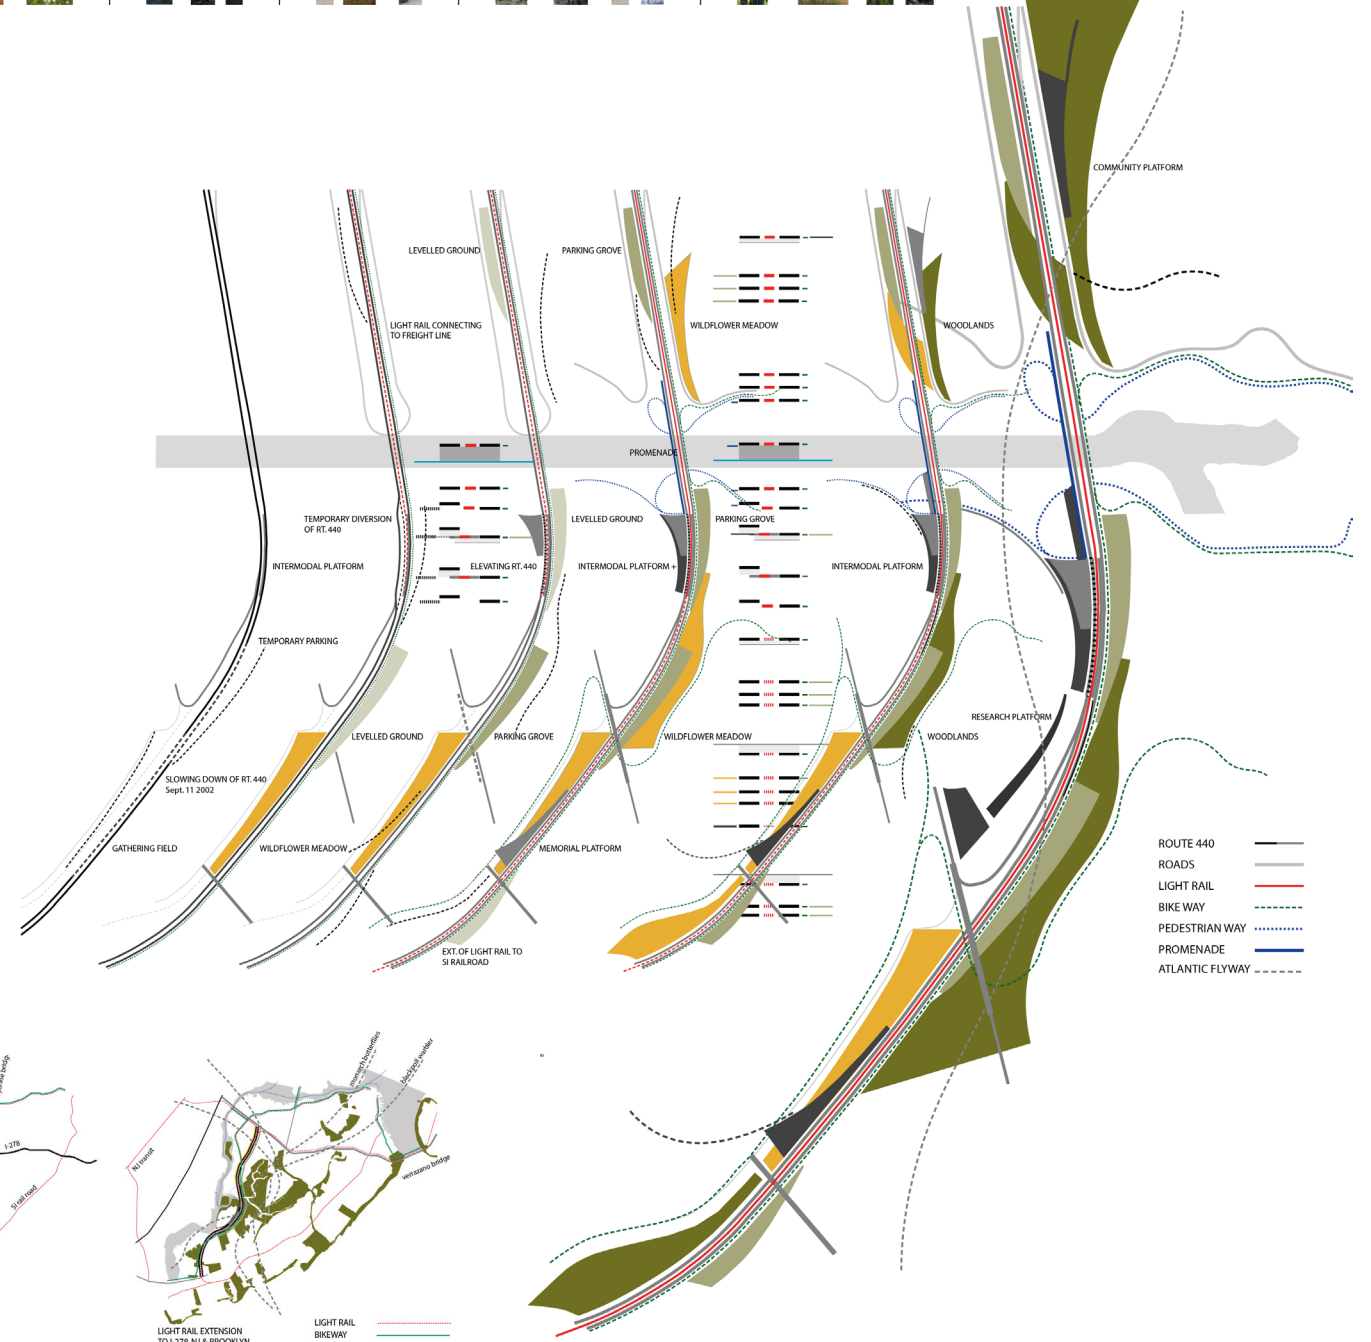 COMMUNITY PLATFORM
LEVELLED GROUND
PARKING GROVE
LIGHT RAIL CONNECTING
TO FREIGHT LINE
WILDFLOWER MEADOW
WOODLANDS
PROMENADE
TEMPORARY DIVERSION
OF RT. 440
LEVELLED GROUND
PARKING GROVE
INTERMODAL PLATFORM
ELEVATING RT. 440
INTERMODAL PLATFORM +
INTERMODAL PLATFORM
TEMPORARY PARKING
RESEARCH PLATFORM
LEVELLED GROUND
PARKING GROVE
WILDFLOWER MEADOW
WOODLANDS
SLOWING DOWN OF RT. 440
Sept. 11 2002
GATHERING FIELD
WILDFLOWER MEADOW
MEMORIAL PLATFORM
EXT. OF LIGHT RAIL TO
SI RAILROAD
ROUTE 440
ROADS
LIGHT RAIL
BIKE WAY
PEDESTRIAN WAY
PROMENADE
ATLANTIC FLYWAY
I-278
SI rail road
NJ transit
monarch butterflies
blackpoll warbler
verrazano bridge
LIGHT RAIL EXTENSION
TO I-278, NJ & BROOKLYN
LIGHT RAIL
BIKEWAY